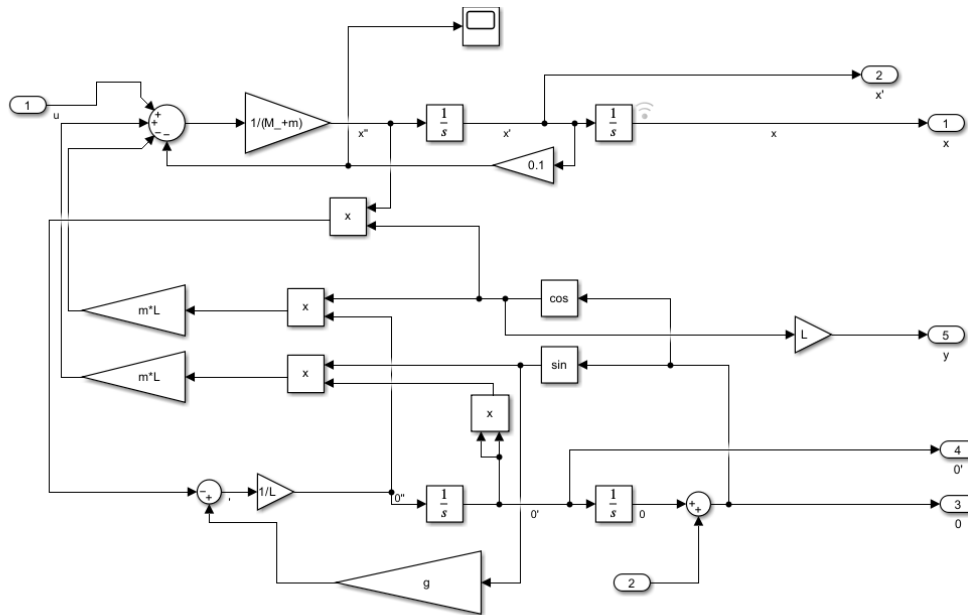 2
x'
1
u
+
+
−
−
1/(M_+m)
x''
1
s
x'
1
s
x
1
x
0.1
x
m*L
x
cos
L
5
y
m*L
x
sin
x
4
0'
−
+
,
1/L
0''
1
s
0'
1
s
0
+
+
3
0
g
2